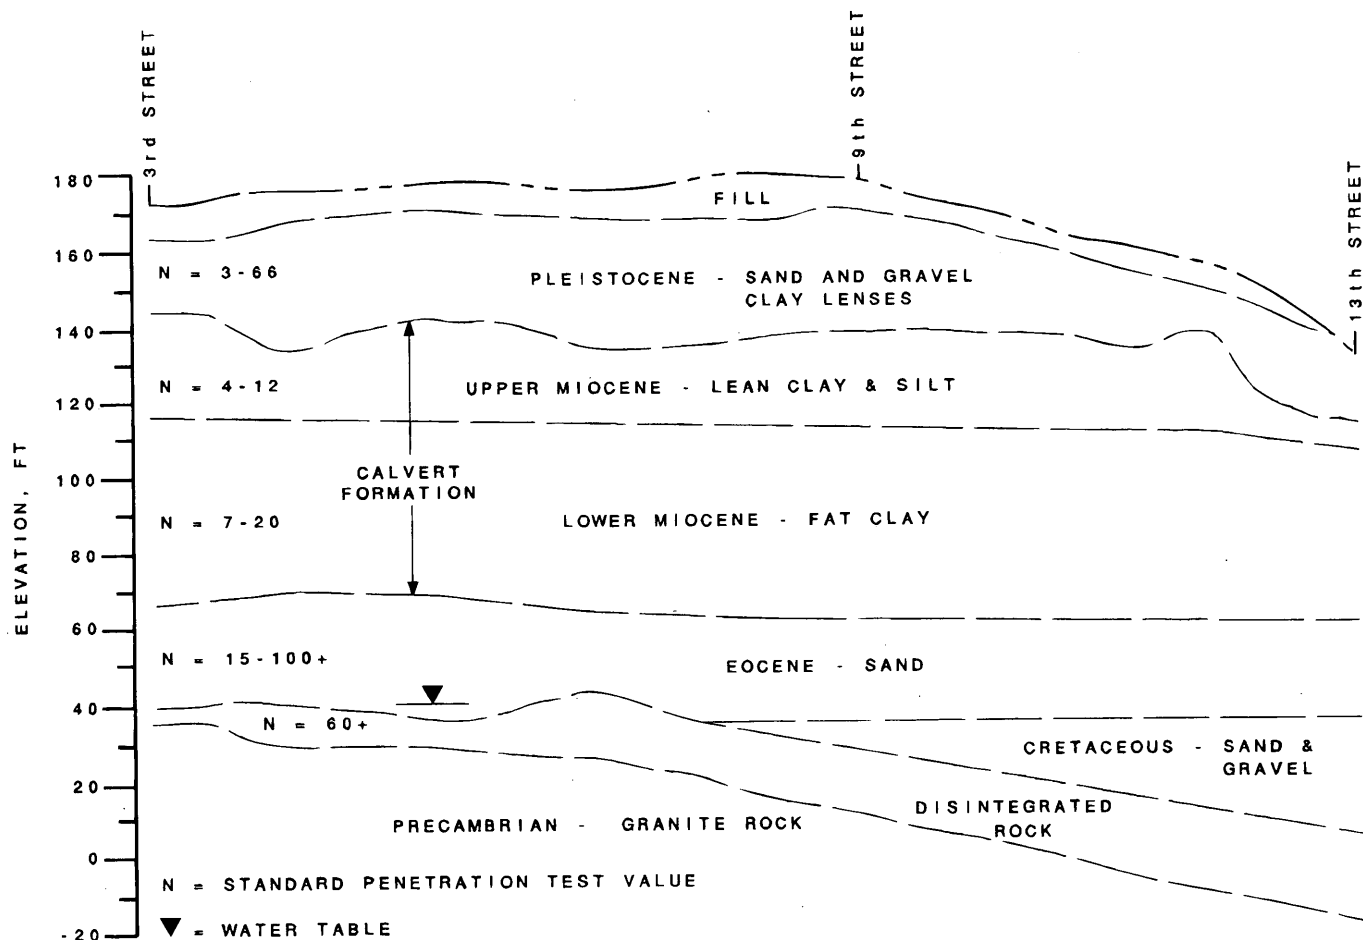 3rd STREET
9th STREET
13th STREET
ELEVATION, FT
180
160
140
120
100
80
60
40
20
0
-20
FILL
N = 3-66
PLEISTOCENE - SAND AND GRAVEL
CLAY LENSES
N = 4-12
UPPER MIOCENE - LEAN CLAY & SILT
CALVERT
FORMATION
N = 7-20
LOWER MIOCENE - FAT CLAY
N = 15-100+
EOCENE - SAND
N = 60+
CRETACEOUS - SAND &
GRAVEL
DISINTEGRATED
ROCK
PRECAMBRIAN - GRANITE ROCK
N = STANDARD PENETRATION TEST VALUE
▼ = WATER TABLE